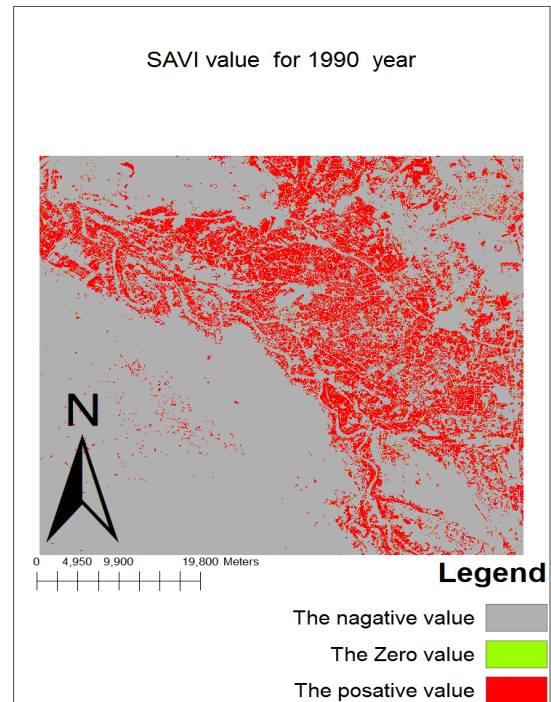 SAVI value for 1990 year
N
0 4,950 9,900 19,800 Meters
Legend
The nagative value
The Zero value
The posative value